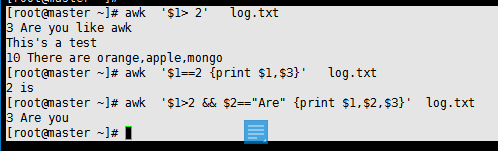 [root@master ~]# awk  '$1> 2'   log.txt
3 Are you like awk
This's a test
10 There are orange,apple,mongo
[root@master ~]# awk  '$1==2 {print $1,$3}'   log.txt
2 is
[root@master ~]# awk  '$1>2 && $2=="Are" {print $1,$2,$3}'  log.txt
3 Are you
[root@master ~]#